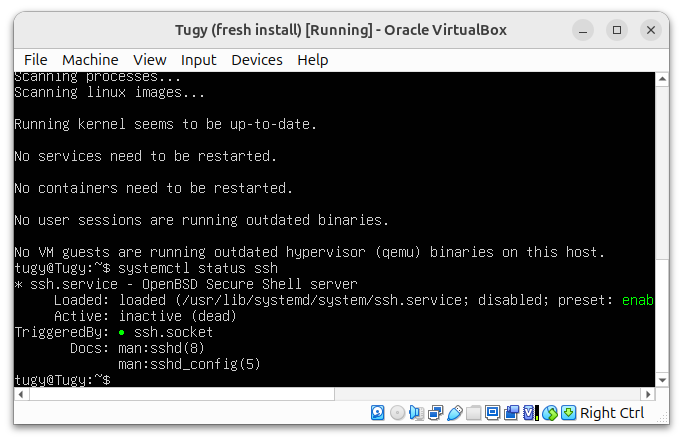 Tugy (fresh install) [Running] - Oracle VirtualBox
File Machine View Input Devices Help
Scanning processes...
Scanning linux images...
Running kernel seems to be up-to-date.
No services need to be restarted.
No containers need to be restarted.
No user sessions are running outdated binaries.
No VM guests are running outdated hypervisor (qemu) binaries on this host.
tugy@Tugy:~$ systemctl status ssh
* ssh.service - OpenBSD Secure Shell server
Loaded: loaded (/usr/lib/systemd/system/ssh.service; disabled; preset: enab
Active: inactive (dead)
TriggeredBy: ● ssh.socket
Docs: man:sshd(8)
man:sshd_config(5)
tugy@Tugy:~$
Right Ctrl